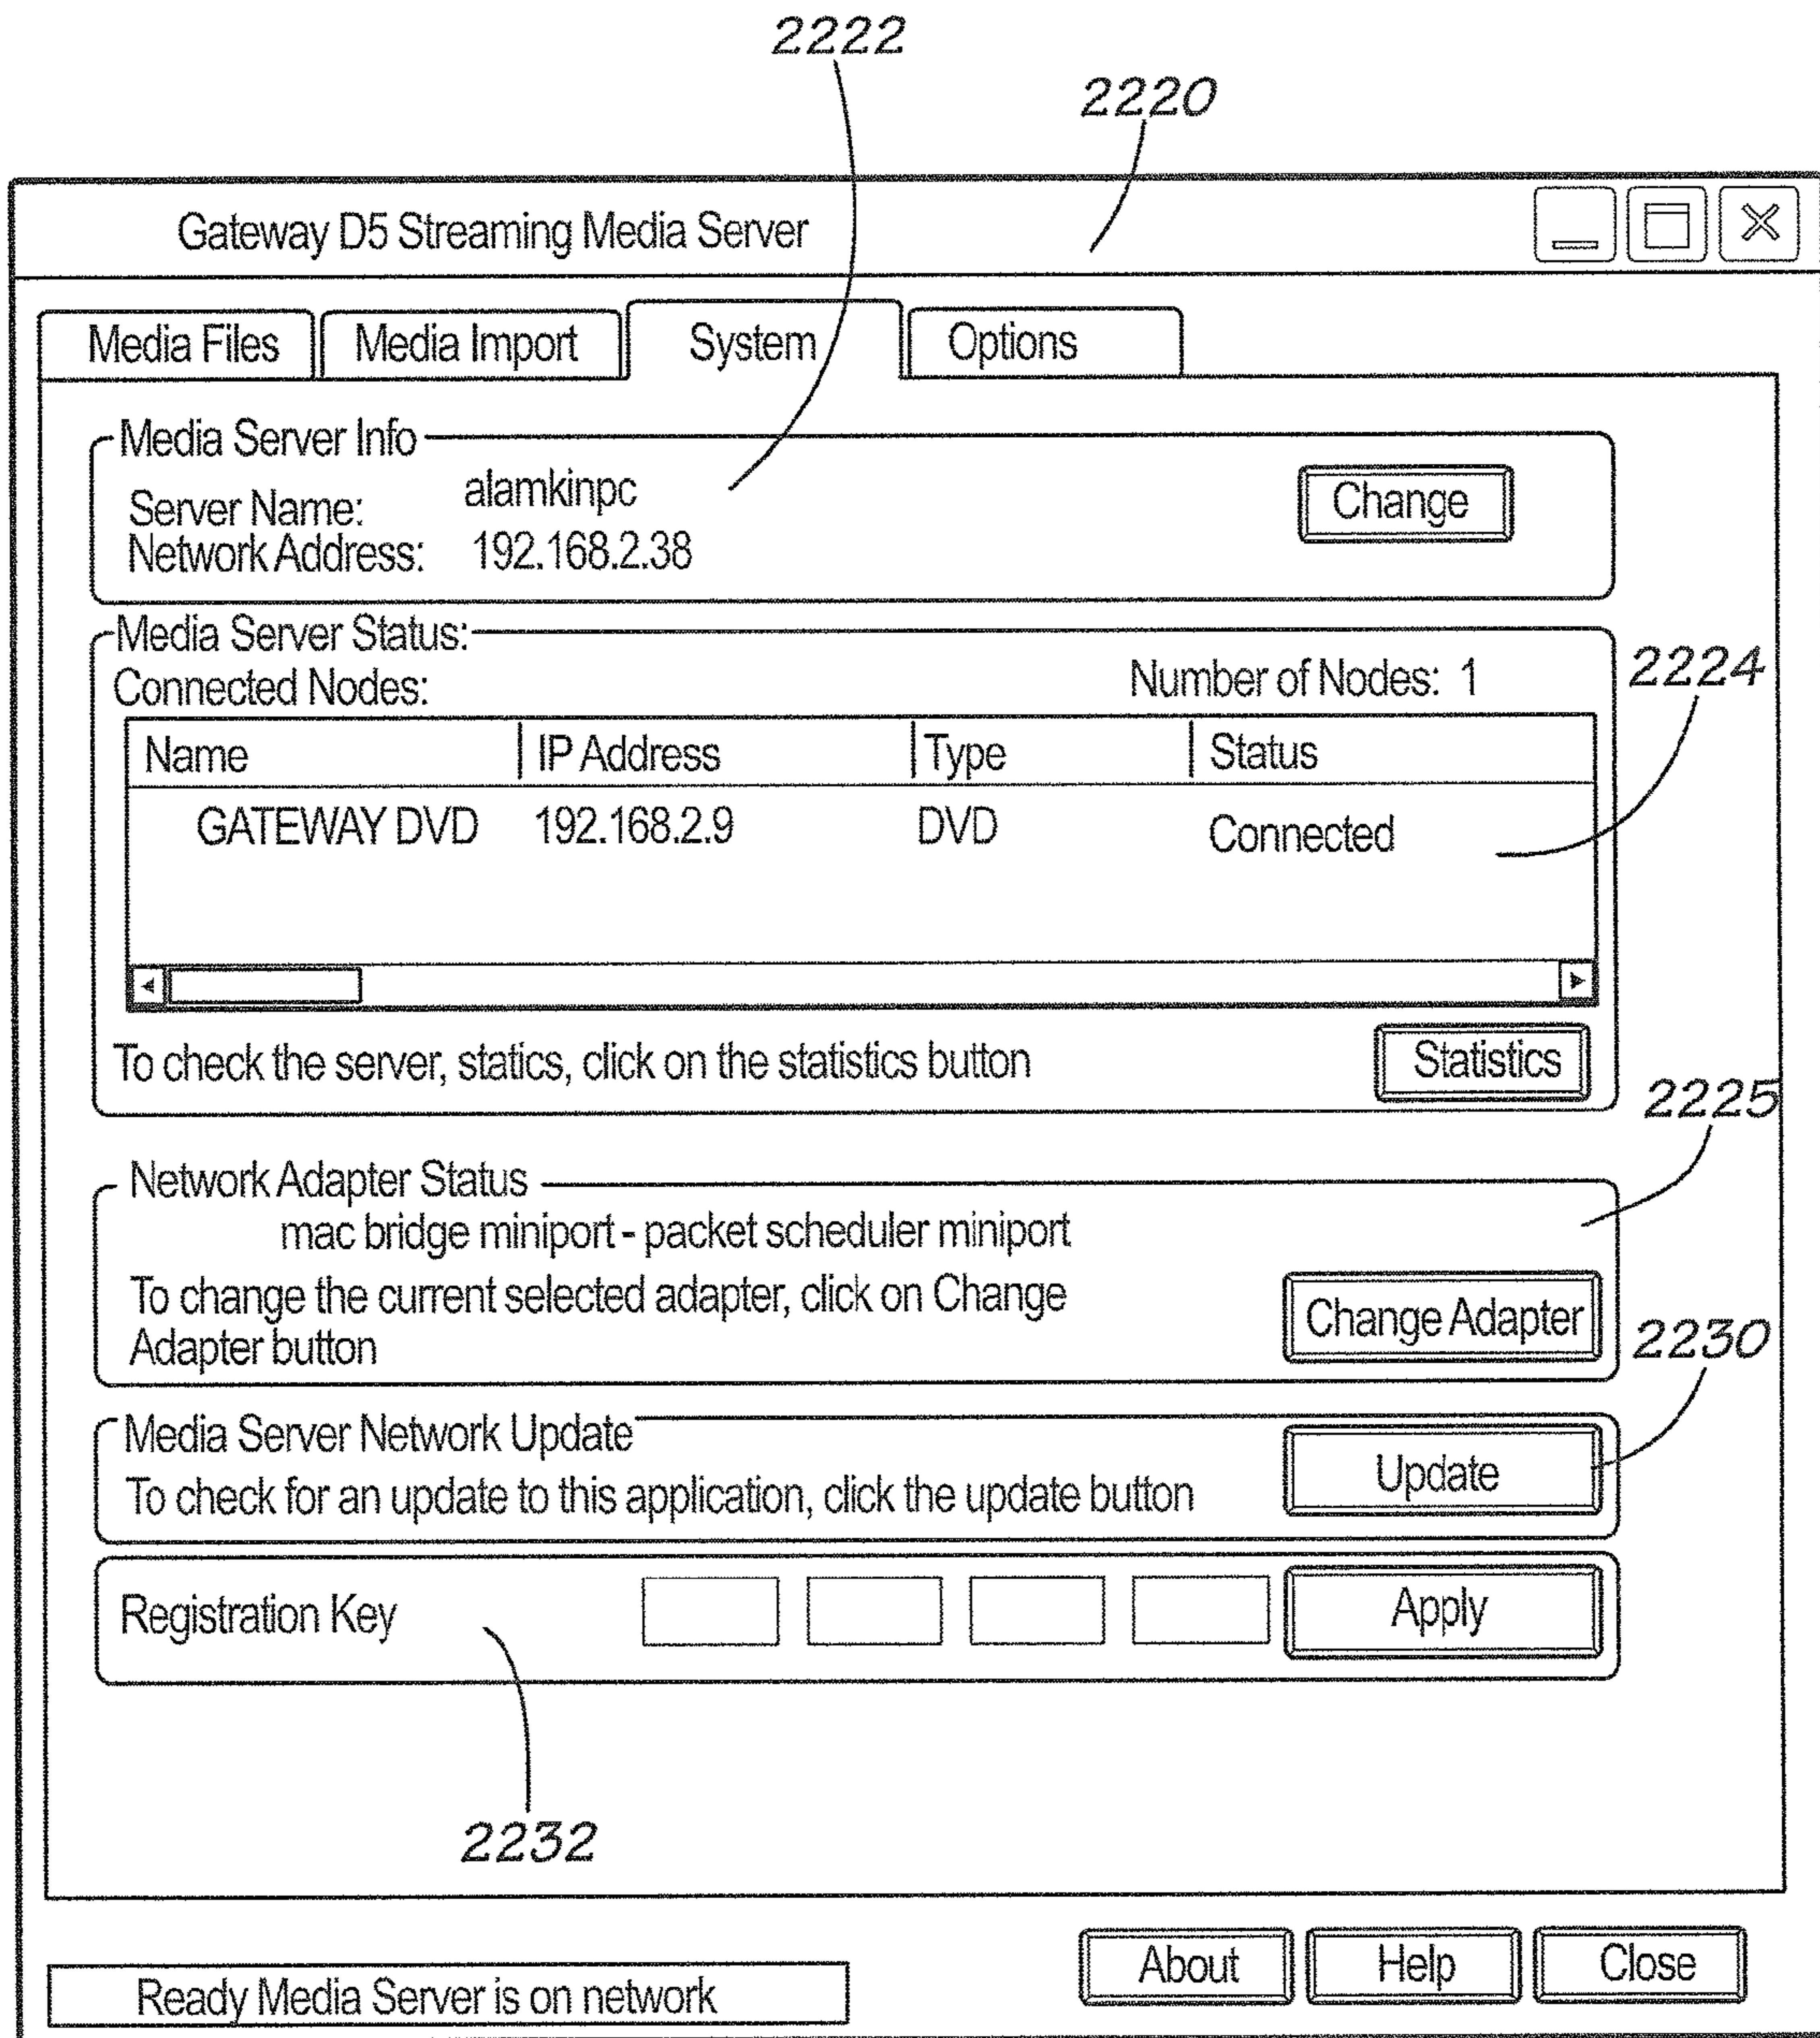 2222
2220
Gateway D5 Streaming Media Server
Media Files
Media Import
System
Options
Media Server Info
Server Name: alamkinpc
Change
Network Address: 192.168.2.38
Media Server Status:
Connected Nodes:
Number of Nodes: 1
2224
Name
IP Address
Type
Status
GATEWAY DVD
192.168.2.9
DVD
Connected
To check the server, statics, click on the statistics button
Statistics
2225
Network Adapter Status
mac bridge miniport - packet scheduler miniport
To change the current selected adapter, click on Change
Adapter button
Change Adapter
2230
Media Server Network Update
To check for an update to this application, click the update button
Update
Registration Key
Apply
2232
Ready Media Server is on network
About
Help
Close